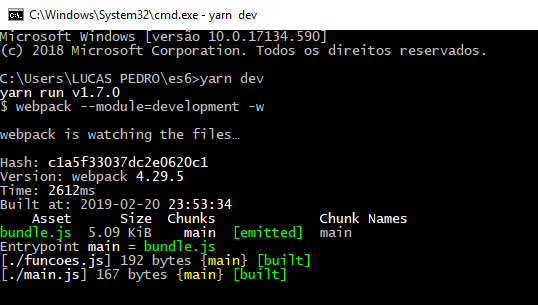 C:\Windows\System32\cmd.exe - yarn  dev
Microsoft Windows [versão 10.0.17134.590]
(c) 2018 Microsoft Corporation. Todos os direitos reservados.
C:\Users\LUCAS PEDRO\es6>yarn dev
yarn run v1.7.0
$ webpack --module=development -w
webpack is watching the files…
Hash: c1a5f33037dc2e0620c1
Version: webpack 4.29.5
Time: 2612ms
Built at: 2019-02-20 23:53:34
Asset      Size  Chunks             Chunk Names
bundle.js  5.09 KiB    main  [emitted]  main
Entrypoint main = bundle.js
[./funcoes.js] 192 bytes {main} [built]
[./main.js] 167 bytes {main} [built]